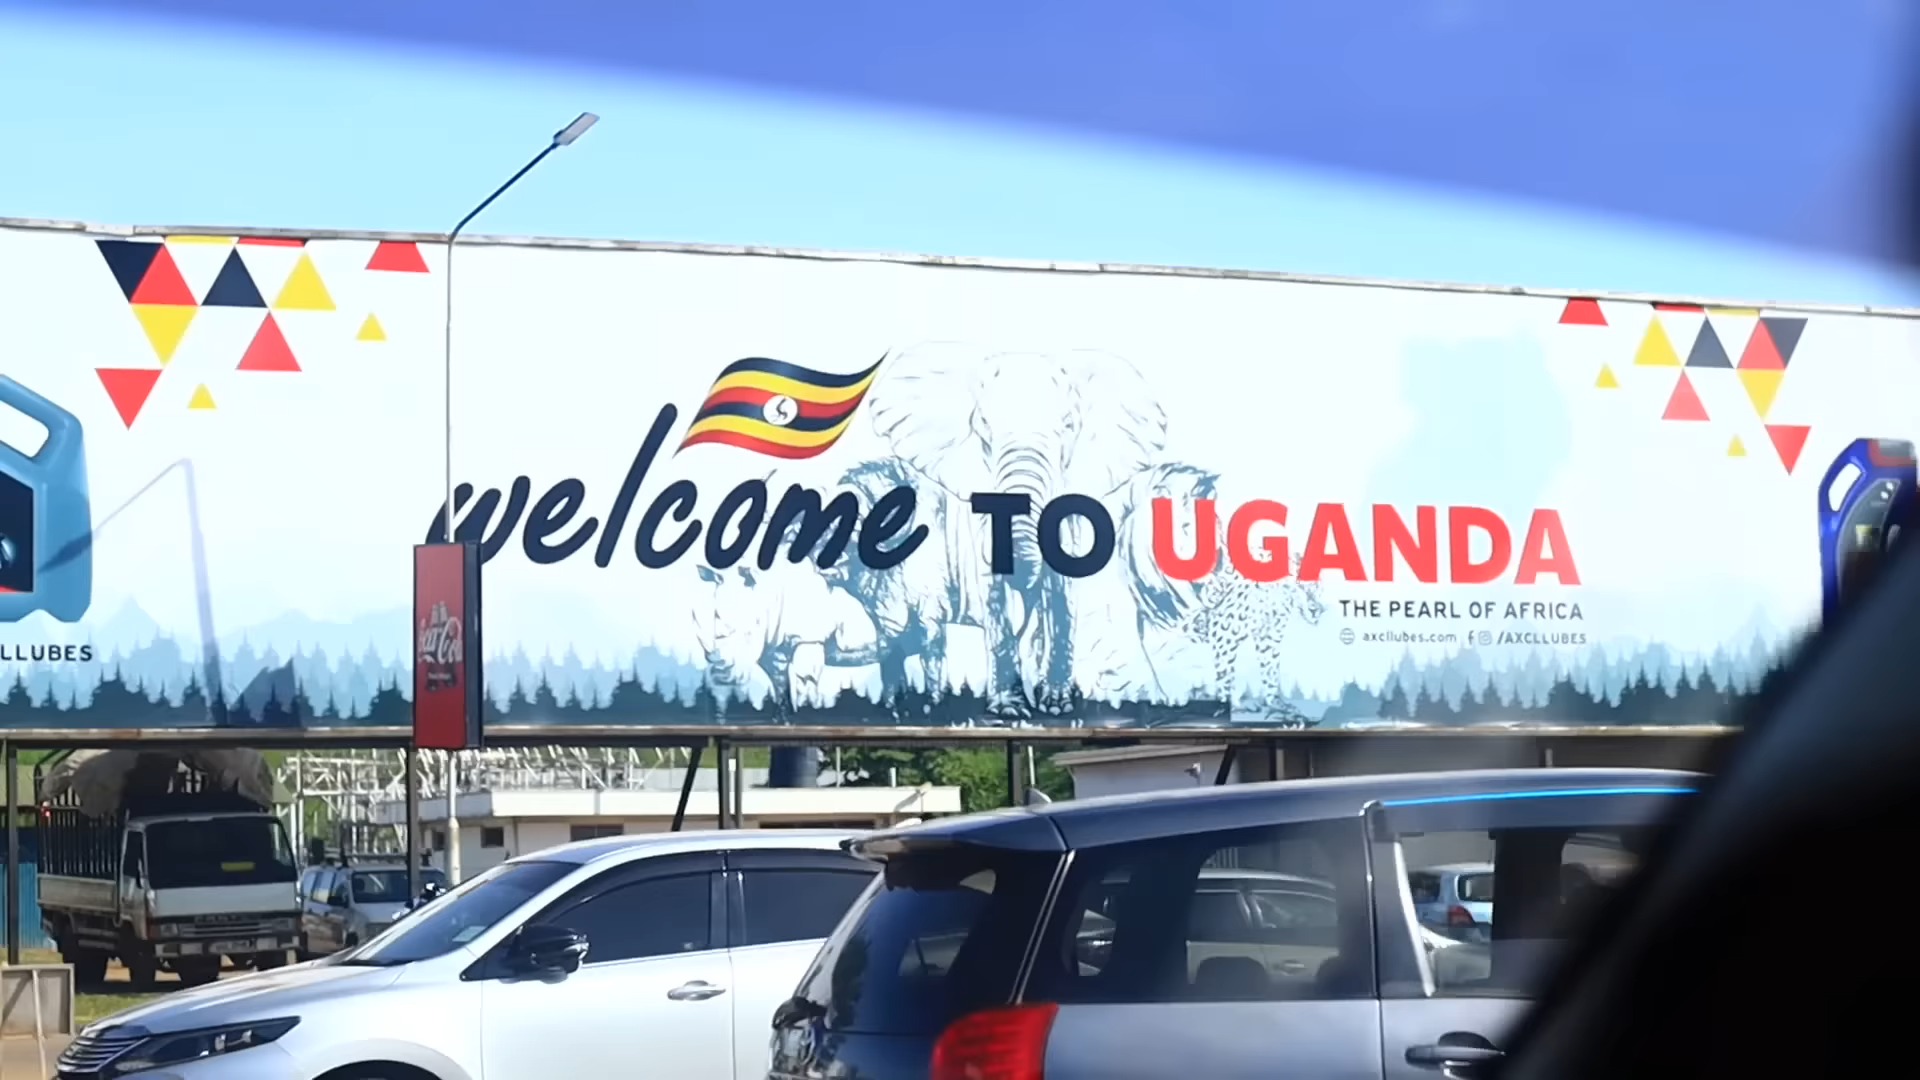 welcome TO UGANDA
THE PEARL OF AFRICA
axcllubes.com /AXCLLUBES
LLUBES